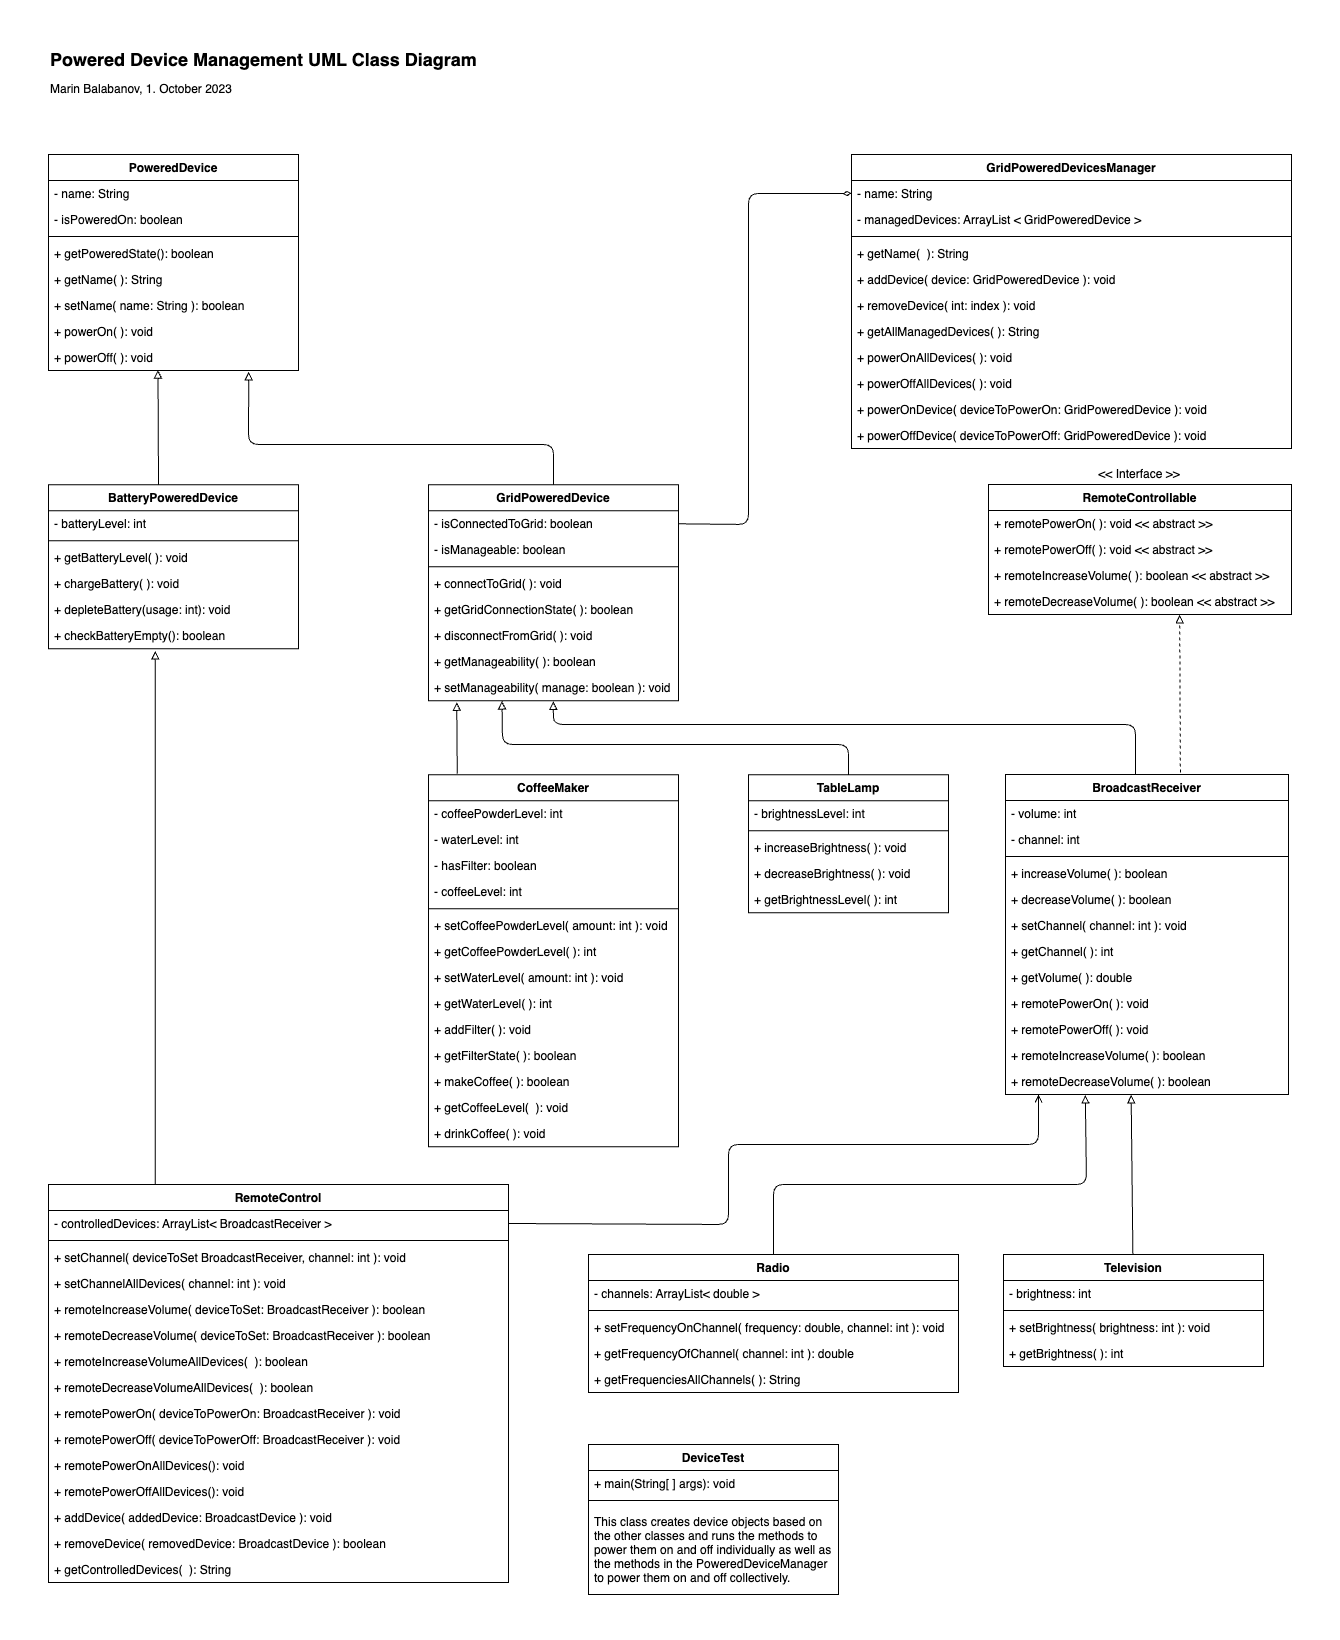 Powered Device Management UML Class Diagram
Marin Balabanov, 1. October 2023
PoweredDevice
- name: String
- isPoweredOn: boolean
+ getPoweredState(): boolean
+ getName( ): String
+ setName( name: String ): boolean
+ powerOn( ): void
+ powerOff( ): void
GridPoweredDevicesManager
- name: String
- managedDevices: ArrayList < GridPoweredDevice >
+ getName(  ): String
+ addDevice( device: GridPoweredDevice ): void
+ removeDevice( int: index ): void
+ getAllManagedDevices( ): String
+ powerOnAllDevices( ): void
+ powerOffAllDevices( ): void
+ powerOnDevice( deviceToPowerOn: GridPoweredDevice ): void
+ powerOffDevice( deviceToPowerOff: GridPoweredDevice ): void
BatteryPoweredDevice
- batteryLevel: int
+ getBatteryLevel( ): void
+ chargeBattery( ): void
+ depleteBattery(usage: int): void
+ checkBatteryEmpty(): boolean
GridPoweredDevice
- isConnectedToGrid: boolean
- isManageable: boolean
+ connectToGrid( ): void
+ getGridConnectionState( ): boolean
+ disconnectFromGrid( ): void
+ getManageability( ): boolean
+ setManageability( manage: boolean ): void
<< Interface >>
RemoteControllable
+ remotePowerOn( ): void << abstract >>
+ remotePowerOff( ): void << abstract >>
+ remoteIncreaseVolume( ): boolean << abstract >>
+ remoteDecreaseVolume( ): boolean << abstract >>
CoffeeMaker
- coffeePowderLevel: int
- waterLevel: int
- hasFilter: boolean
- coffeeLevel: int
+ setCoffeePowderLevel( amount: int ): void
+ getCoffeePowderLevel( ): int
+ setWaterLevel( amount: int ): void
+ getWaterLevel( ): int
+ addFilter( ): void
+ getFilterState( ): boolean
+ makeCoffee( ): boolean
+ getCoffeeLevel(  ): void
+ drinkCoffee( ): void
TableLamp
- brightnessLevel: int
+ increaseBrightness( ): void
+ decreaseBrightness( ): void
+ getBrightnessLevel( ): int
BroadcastReceiver
- volume: int
- channel: int
+ increaseVolume( ): boolean
+ decreaseVolume( ): boolean
+ setChannel( channel: int ): void
+ getChannel( ): int
+ getVolume( ): double
+ remotePowerOn( ): void
+ remotePowerOff( ): void
+ remoteIncreaseVolume( ): boolean
+ remoteDecreaseVolume( ): boolean
RemoteControl
- controlledDevices: ArrayList< BroadcastReceiver >
+ setChannel( deviceToSet BroadcastReceiver, channel: int ): void
+ setChannelAllDevices( channel: int ): void
+ remoteIncreaseVolume( deviceToSet: BroadcastReceiver ): boolean
+ remoteDecreaseVolume( deviceToSet: BroadcastReceiver ): boolean
+ remoteIncreaseVolumeAllDevices(  ): boolean
+ remoteDecreaseVolumeAllDevices(  ): boolean
+ remotePowerOn( deviceToPowerOn: BroadcastReceiver ): void
+ remotePowerOff( deviceToPowerOff: BroadcastReceiver ): void
+ remotePowerOnAllDevices(): void
+ remotePowerOffAllDevices(): void
+ addDevice( addedDevice: BroadcastDevice ): void
+ removeDevice( removedDevice: BroadcastDevice ): boolean
+ getControlledDevices(  ): String
Radio
- channels: ArrayList< double >
+ setFrequencyOnChannel( frequency: double, channel: int ): void
+ getFrequencyOfChannel( channel: int ): double
+ getFrequenciesAllChannels( ): String
Television
- brightness: int
+ setBrightness( brightness: int ): void
+ getBrightness( ): int
DeviceTest
+ main(String[ ] args): void
This class creates device objects based on
the other classes and runs the methods to
power them on and off individually as well as
the methods in the PoweredDeviceManager
to power them on and off collectively.